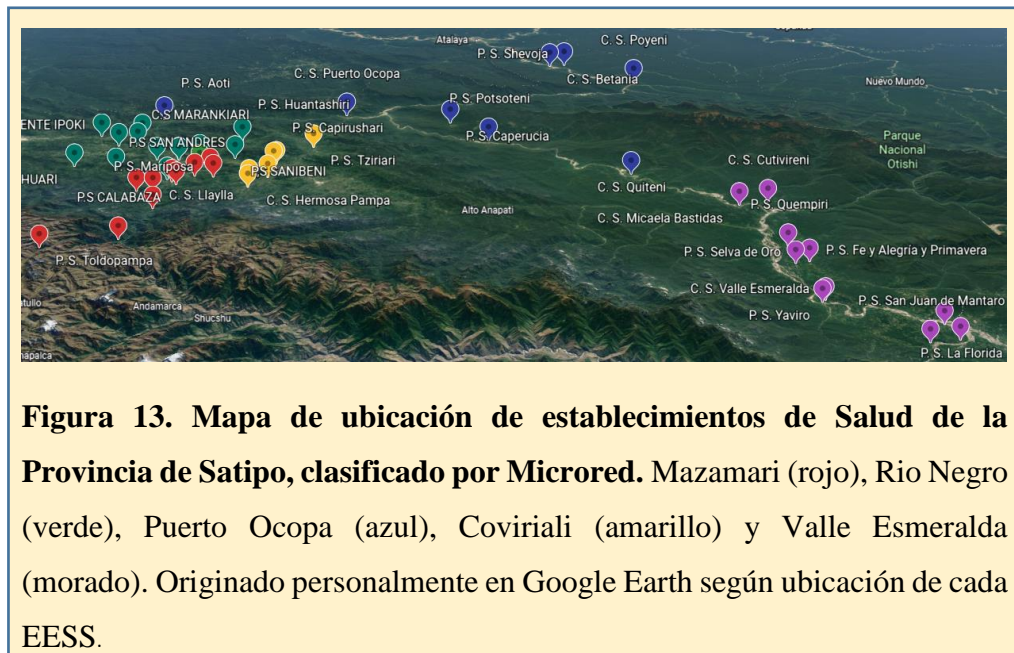 Atalaya
P. S. Shevoja
C. S. Poyeni
P. S. Aoti
C. S. Puerto Ocopa
C. S. Betania
Nuevo Mundo
C.S MARANKIARI
P. S. Huantashiri
P. S. Potsoteni
ENTE IPOKI
P.S SAN ANDRES
P. S. Capirushari
P. S. Caperucia
Parque
Nacional
Otishi
P. S. Mariposa
P. S. Tziriari
C. S. Cutivireni
HUARI
P.S SANIBENI
C. S. Quiteni
P.S CALABAZA
C. S. Llaylla
C. S. Hermosa Pampa
Alto Anapati
P. S. Quempiri
C. S. Micaela Bastidas
P. S. Selva de Oro
P. S. Fe y Alegría y Primavera
P. S. Toldopampa
C. S. Valle Esmeralda
P. S. San Juan de Mantaro
Andamarca
Shucshu
P. S. Yaviro
P. S. La Florida
Figura 13. Mapa de ubicación de establecimientos de Salud de la
Provincia de Satipo, clasificado por Microred. Mazamari (rojo), Rio Negro
(verde), Puerto Ocopa (azul), Coviriali (amarillo) y Valle Esmeralda
(morado). Originado personalmente en Google Earth según ubicación de cada
EESS.